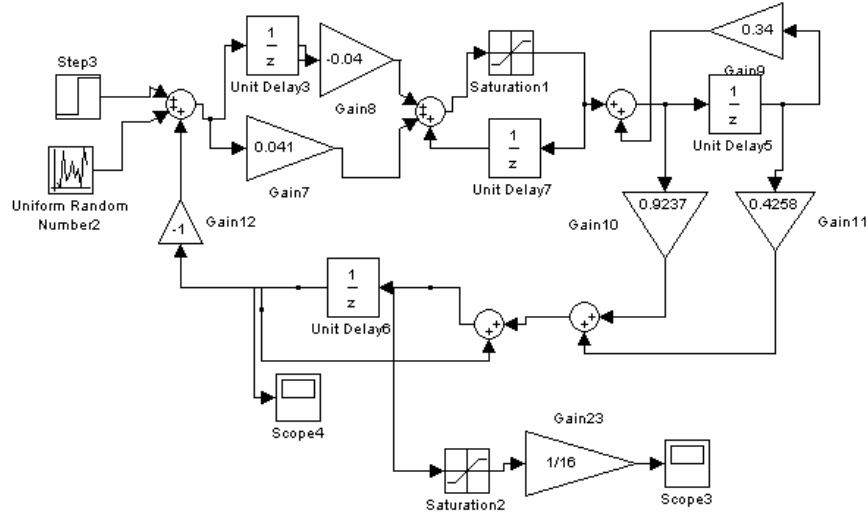 Step3
Uniform Random
Number2
1
z
Unit Delay3
-0.04
Gain8
0.041
Gain7
Saturation1
1
z
Unit Delay7
0.34
Gain9
1
z
Unit Delay5
0.9237
Gain10
0.4258
Gain11
-1
Gain12
1
z
Unit Delay6
Scope4
Saturation2
Gain23
1/16
Scope3